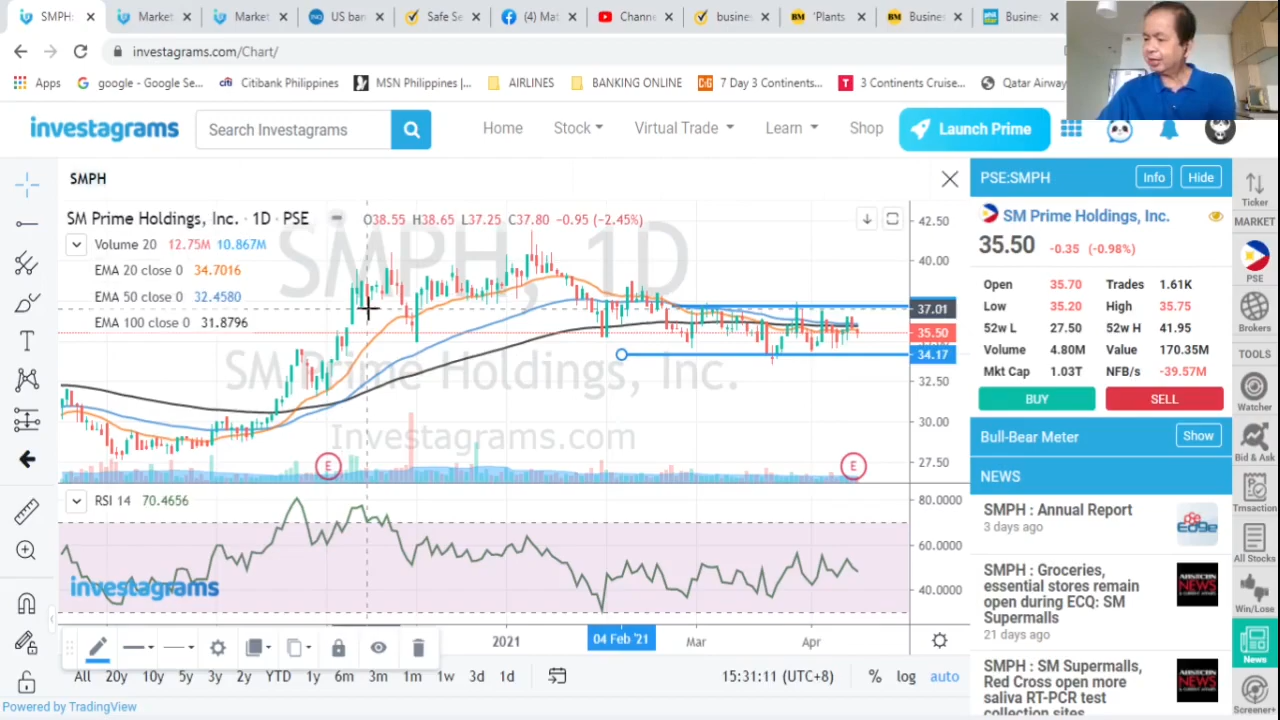 SMPH:
Market
Market
US ban
Safe Se
(4) Mat
Channe
busines
'Plants
Busine
Busine
investagrams.com/Chart/
Apps
google - Google Se...
Citibank Philippines
MSN Philippines |...
AIRLINES
BANKING ONLINE
7 Day 3 Continents...
3 Continents Cruise...
Qatar Airway
investagrams
Search Investagrams
Home
Stock
Virtual Trade
Learn
Shop
Launch Prime
SMPH
SM Prime Holdings, Inc. · 1D · PSE
O38.55 H38.65 L37.25 C37.80 -0.95 (-2.45%)
Volume 20 12.75M 10.867M
EMA 20 close 0 34.7016
EMA 50 close 0 32.4580
EMA 100 close 0 31.8796
SMPH, 1D
SM Prime Holdings, Inc.
Investagrams.com
E
E
42.50
40.00
37.01
35.50
34.17
32.50
30.00
27.50
RSI 14 70.4656
investagrams
80.0000
60.0000
40.0000
2021
04 Feb '21
Mar
Apr
All
20y
10y
5y
3y
2y
YTD
1y
6m
3m
1m
1w
3d
1d
15:31:11 (UTC+8)
%
log
auto
Powered by TradingView
PSE:SMPH
Info
Hide
SM Prime Holdings, Inc.
35.50 -0.35 (-0.98%)
Open 35.70 Trades 1.61K
Low 35.20 High 35.75
52w L 27.50 52w H 41.95
Volume 4.80M Value 170.35M
Mkt Cap 1.03T NFB/s -39.57M
BUY
SELL
Bull-Bear Meter
Show
NEWS
SMPH : Annual Report
3 days ago
Edge
SMPH : Groceries,
essential stores remain
open during ECQ: SM
Supermalls
21 days ago
SMPH : SM Supermalls,
Red Cross open more
saliva RT-PCR test
collection sites
Ticker
MARKET
PSE
Brokers
TOOLS
Watcher
Bid & Ask
Trnsaction
All Stocks
Win/Lose
News
Screener+